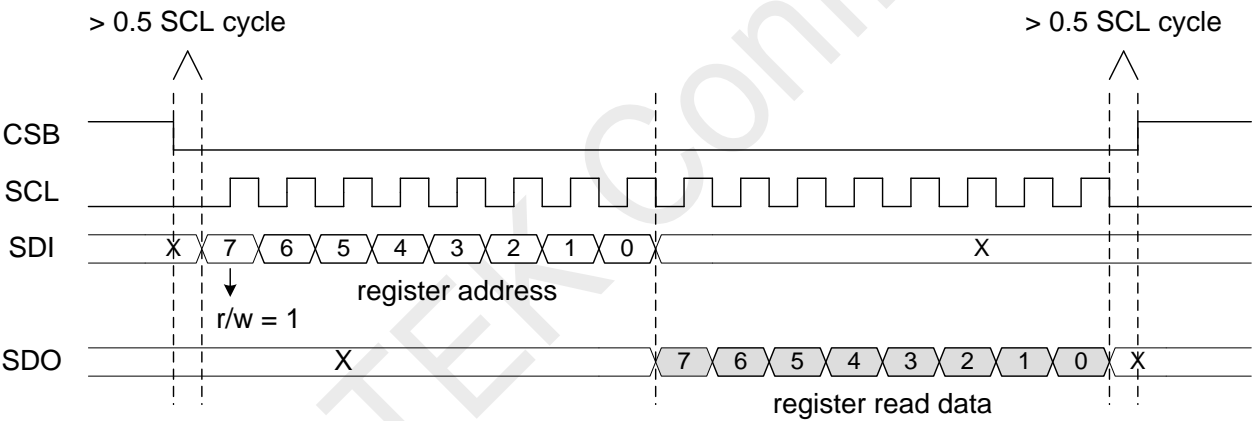 > 0.5 SCL cycle > 0.5 SCL cycle
CSB
SCL
SDI X 7 6 5 4 3 2 1 0 X
register address
r/w = 1
SDO X 7 6 5 4 3 2 1 0 X
register read data